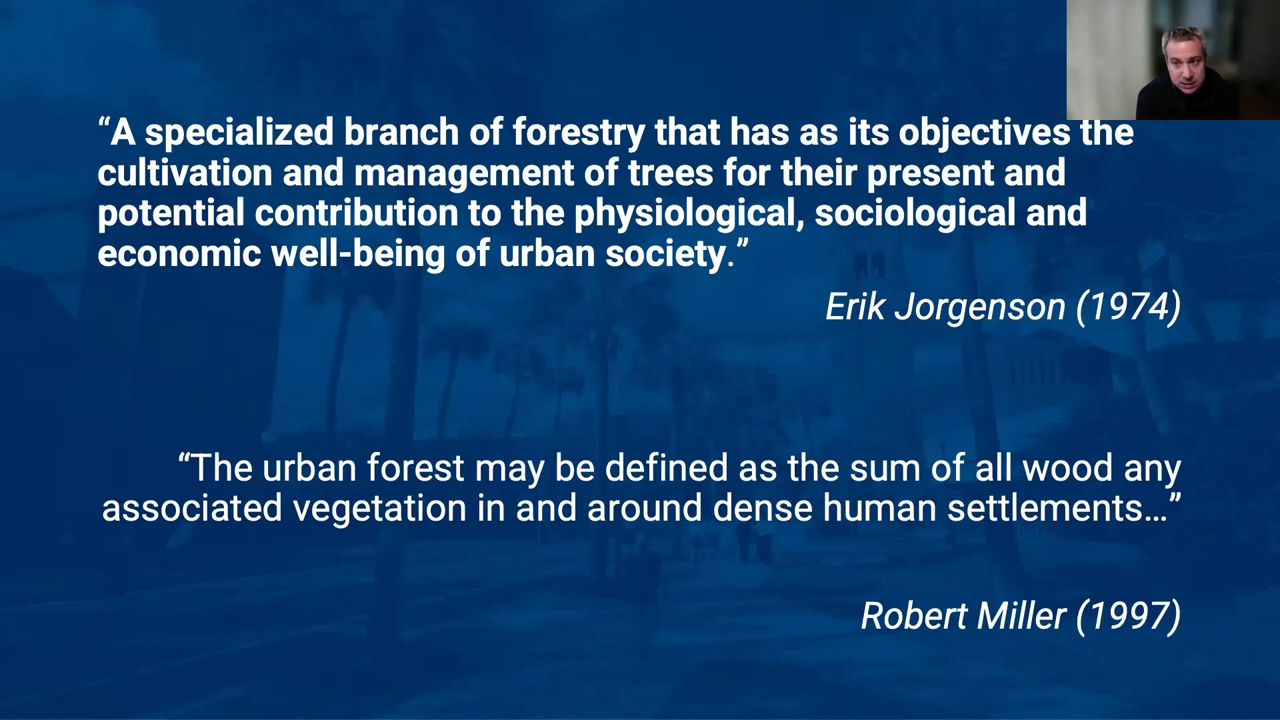 “A specialized branch of forestry that has as its objectives the
cultivation and management of trees for their present and
potential contribution to the physiological, sociological and
economic well-being of urban society.”
Erik Jorgenson (1974)
“The urban forest may be defined as the sum of all wood any
associated vegetation in and around dense human settlements…”
Robert Miller (1997)